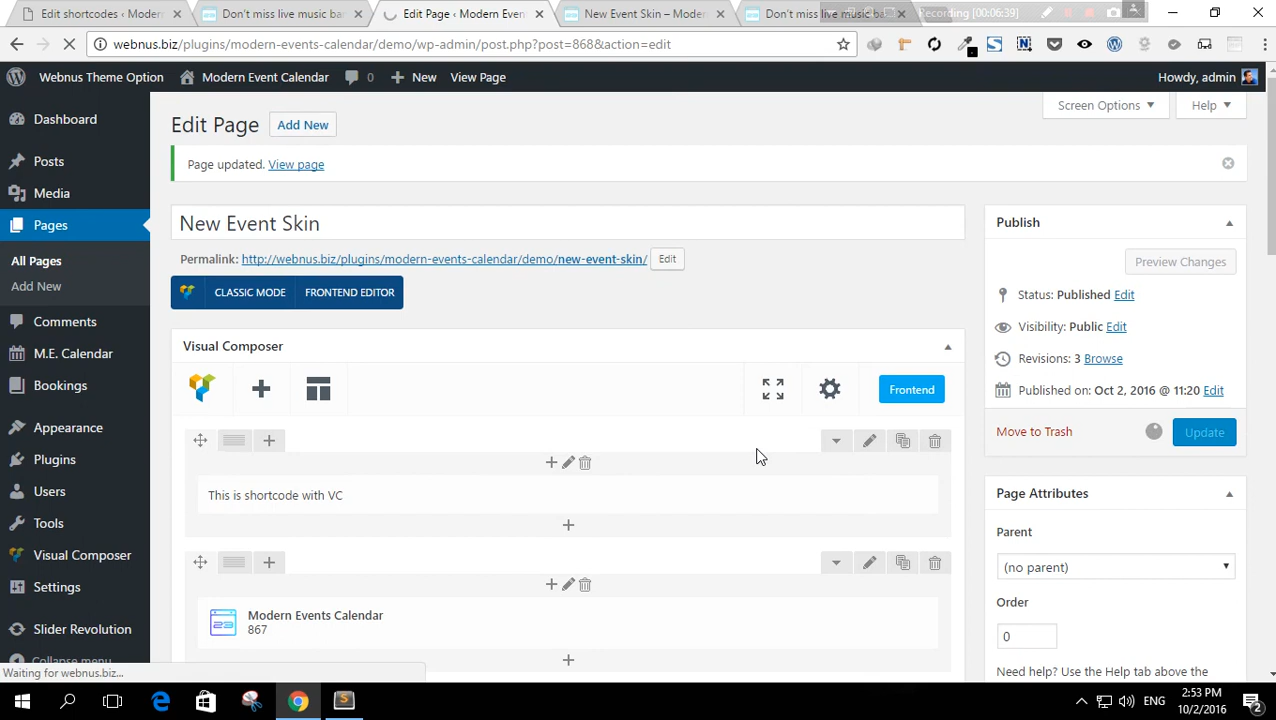 Edit shortcodes ‹ Modern
Don't miss live music ba
Edit Page ‹ Modern Even
New Event Skin – Moder
Don't miss live music ba
Recording [00:06:39]
webnus.biz/plugins/modern-events-calendar/demo/wp-admin/post.php?post=868&action=edit
Webnus Theme Option
Modern Event Calendar
0
New
View Page
Howdy, admin
Dashboard
Posts
Media
Pages
All Pages
Add New
Comments
M.E. Calendar
Bookings
Appearance
Plugins
Users
Tools
Visual Composer
Settings
Slider Revolution
Collapse menu
Waiting for webnus.biz...
Screen Options
Help
Edit Page
Add New
Page updated. View page
New Event Skin
Permalink: http://webnus.biz/plugins/modern-events-calendar/demo/new-event-skin/
Edit
CLASSIC MODE
FRONTEND EDITOR
Visual Composer
Frontend
This is shortcode with VC
Modern Events Calendar
867
Publish
Preview Changes
Status: Published Edit
Visibility: Public Edit
Revisions: 3 Browse
Published on: Oct 2, 2016 @ 11:20 Edit
Move to Trash
Update
Page Attributes
Parent
(no parent)
Order
0
Need help? Use the Help tab above the
ENG
2:53 PM
10/2/2016
2